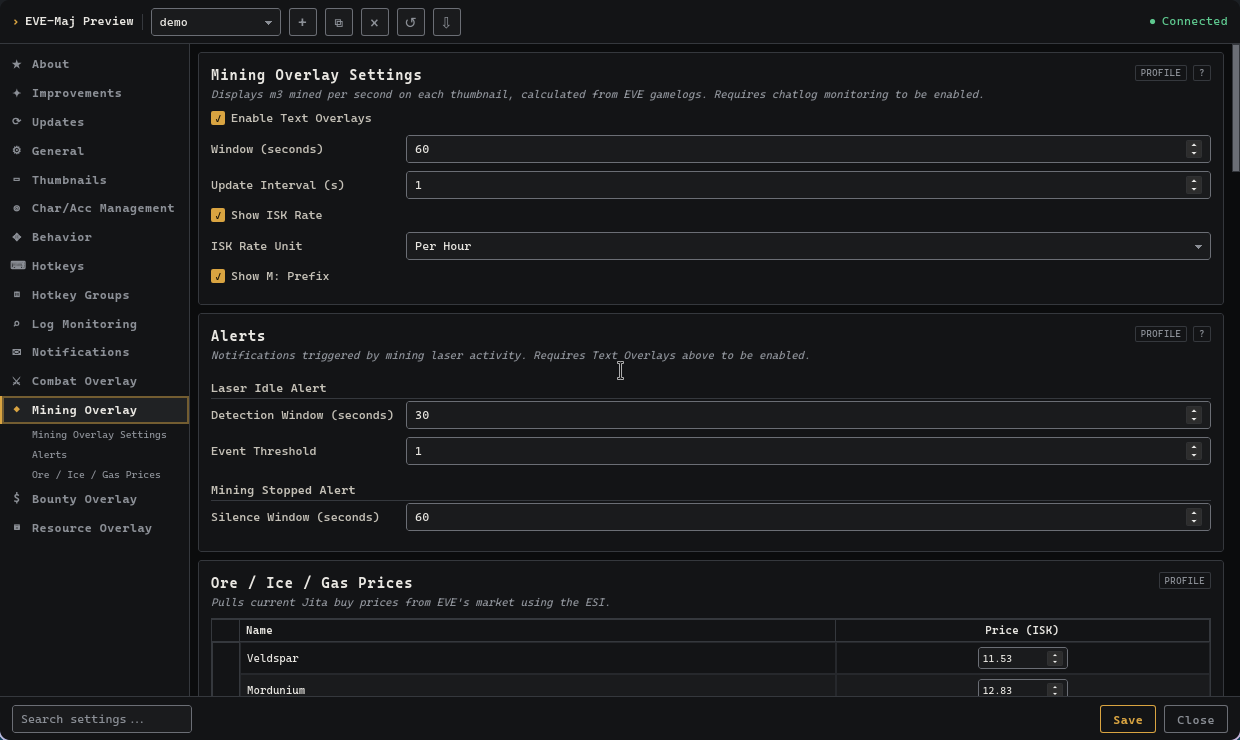 › EVE-Maj Preview demo + × ↺ ⇩ ● Connected
★ About
✦ Improvements
⟳ Updates
⚙ General
Thumbnails
Char/Acc Management
❖ Behavior
⌨ Hotkeys
Hotkey Groups
Log Monitoring
✉ Notifications
⚔ Combat Overlay
◆ Mining Overlay
Mining Overlay Settings
Alerts
Ore / Ice / Gas Prices
$ Bounty Overlay
Resource Overlay
Mining Overlay Settings PROFILE ?
Displays m3 mined per second on each thumbnail, calculated from EVE gamelogs. Requires chatlog monitoring to be enabled.
✓ Enable Text Overlays
Window (seconds) 60
Update Interval (s) 1
✓ Show ISK Rate
ISK Rate Unit Per Hour
✓ Show M: Prefix
Alerts PROFILE ?
Notifications triggered by mining laser activity. Requires Text Overlays above to be enabled.
Laser Idle Alert
Detection Window (seconds) 30
Event Threshold 1
Mining Stopped Alert
Silence Window (seconds) 60
Ore / Ice / Gas Prices PROFILE
Pulls current Jita buy prices from EVE's market using the ESI.
Name Price (ISK)
Veldspar 11.53
Mordunium 12.83
Search settings... Save Close